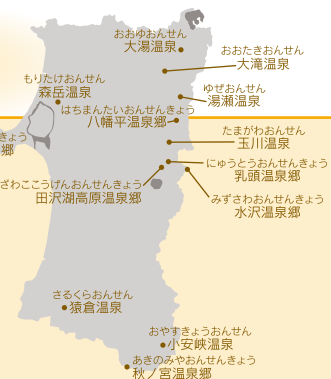 おおゆおんせん
大湯温泉
おおたきおんせん
大滝温泉
もりたけおんせん
森岳温泉
ゆぜおんせん
湯瀬温泉
はちまんたいおんせんきょう
八幡平温泉郷
たまがわおんせん
玉川温泉
きょう
郷
にゅうとうおんせんきょう
乳頭温泉郷
ざわここうげんおんせんきょう
田沢湖高原温泉郷
みずさわおんせんきょう
水沢温泉郷
さるくらおんせん
猿倉温泉
おやすきょうおんせん
小安峡温泉
あきのみやおんせんきょう
秋ノ宮温泉郷